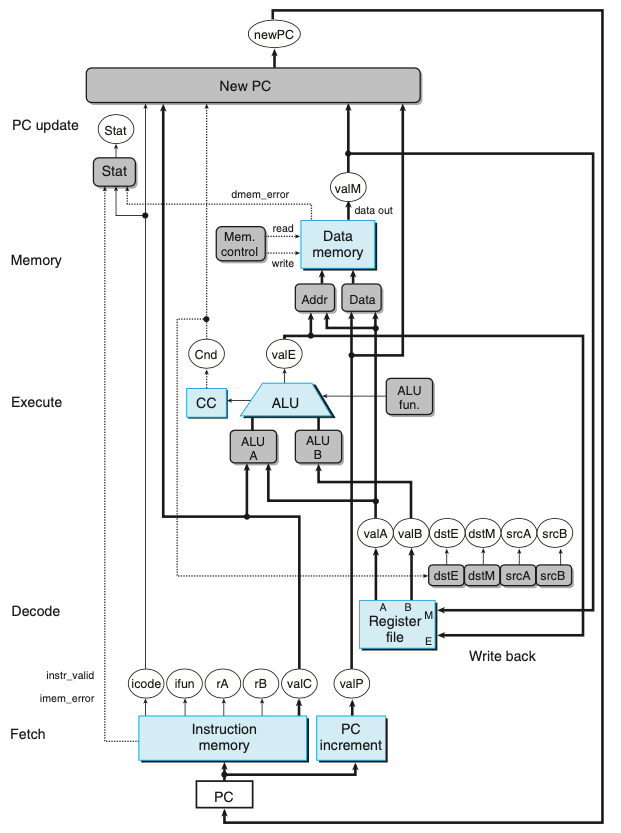 newPC
New PC
PC update
Stat
Stat
valM
dmem_error
data out
Mem.
control
read
write
Data
memory
Memory
Addr
Data
Cnd
valE
Execute
CC
ALU
ALU
fun.
ALU
A
ALU
B
valA
valB
dstE
dstM
srcA
srcB
dstE
dstM
srcA
srcB
Decode
A
B
M
Register
file
E
Write back
instr_valid
imem_error
icode
ifun
rA
rB
valC
valP
Fetch
Instruction
memory
PC
increment
PC